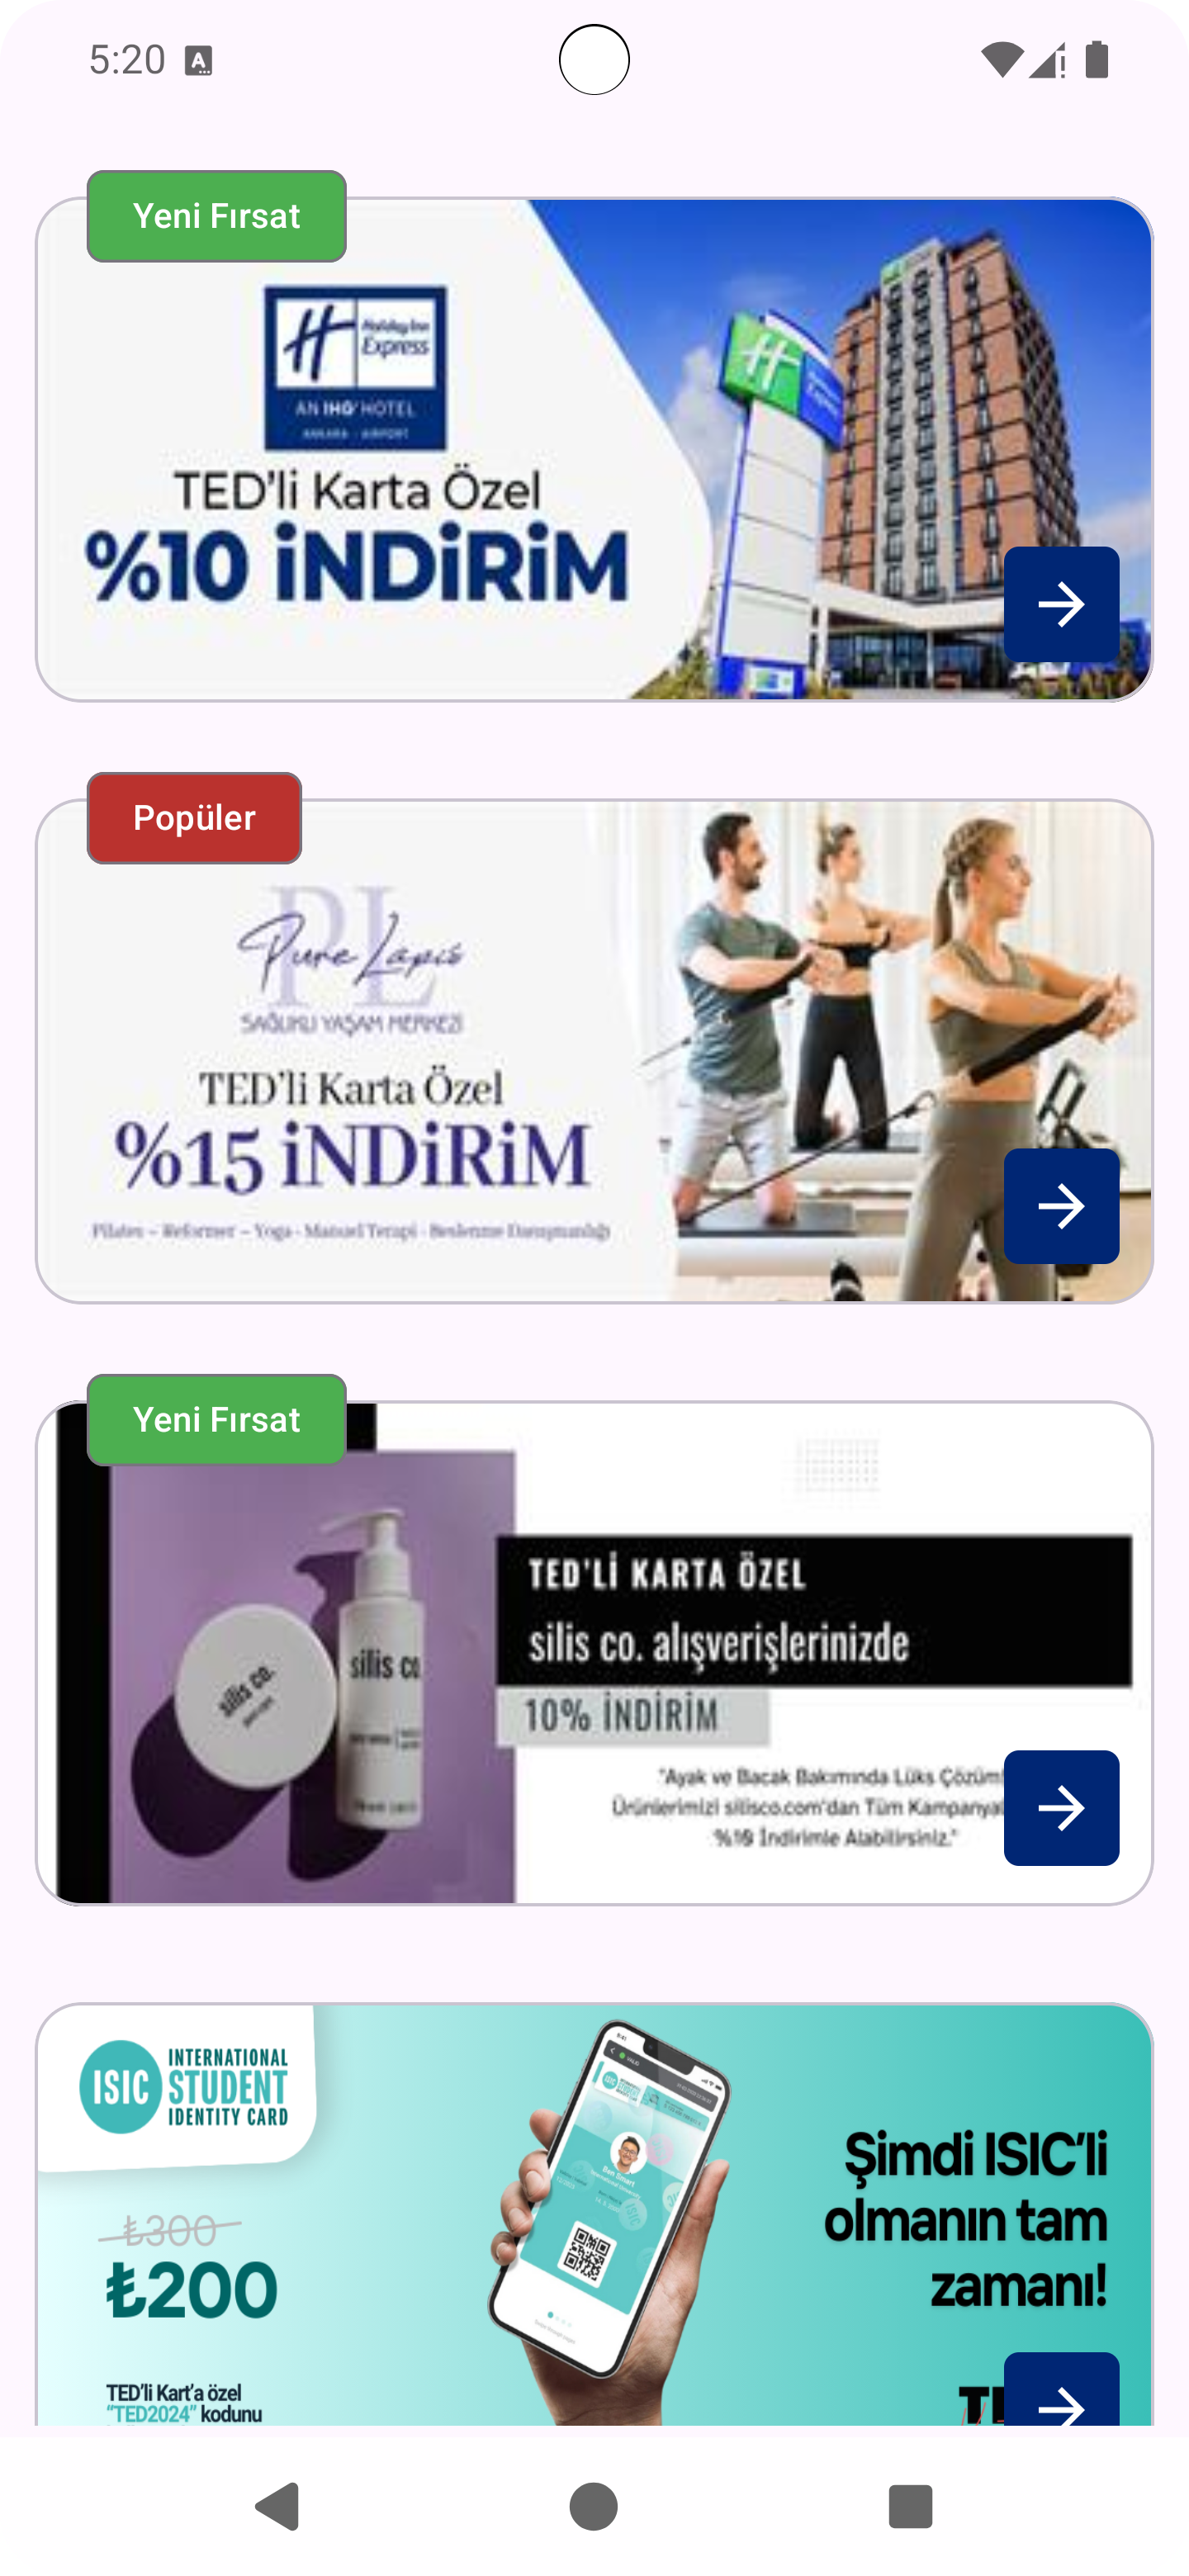 5:20
Yeni Fırsat
Holiday Inn
Express
AN IHG HOTEL
ANKARA - AIRPORT
TED'li Karta Özel
%10 İNDİRİM
Popüler
PL
Pure Lapis
SAĞLIKLI YAŞAM MERKEZİ
TED'li Karta Özel
%15 İNDİRİM
Pilates – Reformer – Yoga - Manuel Terapi - Beslenme Danışmanlığı
Yeni Fırsat
silis co.
silis co
TED'Lİ KARTA ÖZEL
silis co. alışverişlerinizde
10% İNDİRİM
"Ayak ve Bacak Bakımında Lüks Çözüm
Ürünlerimizi silisco.com'dan Tüm Kampanya
%10 İndirimle Alabilirsiniz."
ISIC
INTERNATIONAL
STUDENT
IDENTITY CARD
₺300
₺200
TED'li Kart'a özel
"TED2024" kodunu
Şimdi ISIC'li
olmanın tam
zamanı!